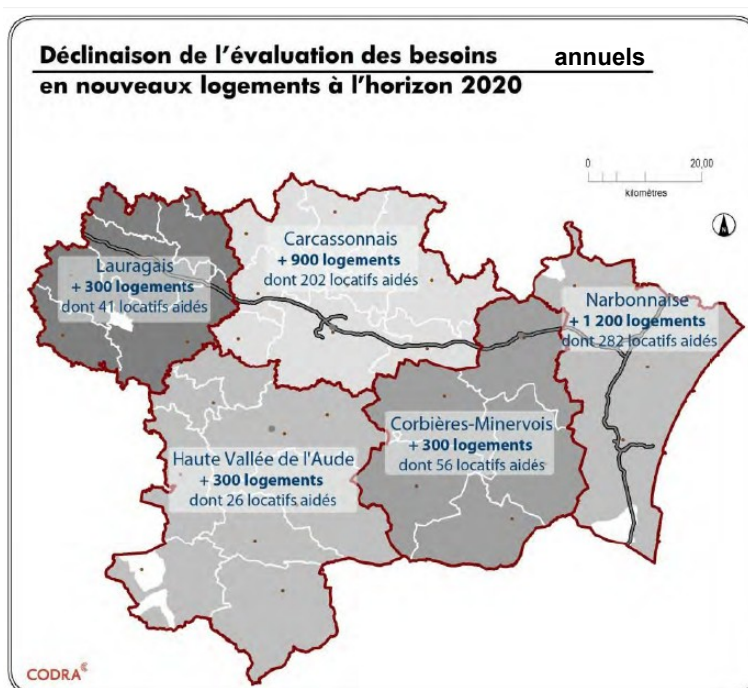 Déclinaison de l'évaluation des besoins annuels
en nouveaux logements à l'horizon 2020
0 20,00
kilomètres
N
Carcassonnais
+ 900 logements
dont 202 locatifs aidés
Lauragais
+ 300 logements
dont 41 locatifs aidés
Narbonnaise
+ 1 200 logements
dont 282 locatifs aidés
Corbières-Minervois
+ 300 logements
dont 56 locatifs aidés
Haute Vallée de l'Aude
+ 300 logements
dont 26 locatifs aidés
CODRA